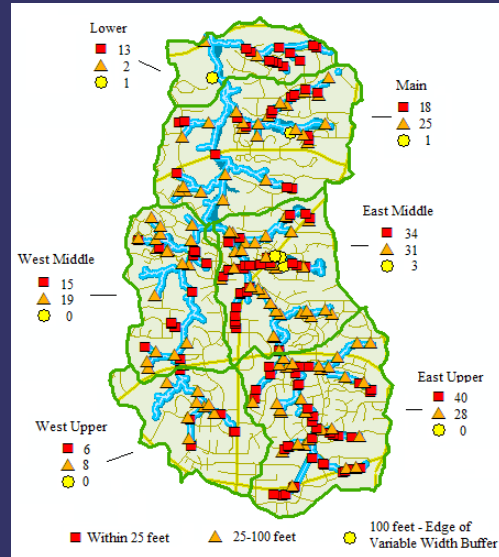 Lower
13
2
1
Main
18
25
1
East Middle
34
31
3
West Middle
15
19
0
East Upper
40
28
0
West Upper
6
8
0
Within 25 feet
25-100 feet
100 feet - Edge of
Variable Width Buffer